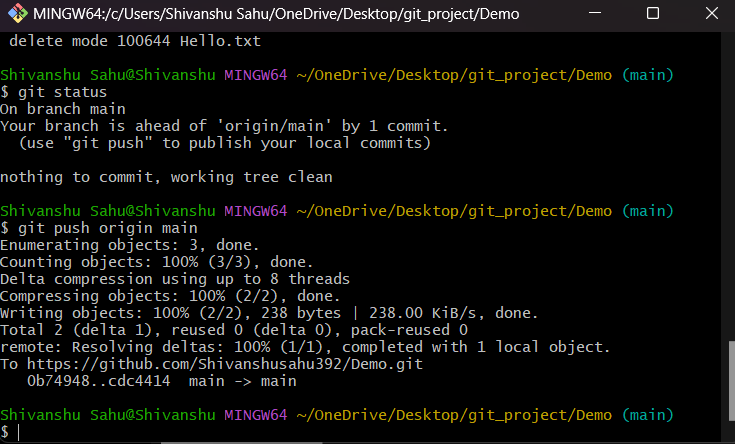 MINGW64:/c/Users/Shivanshu Sahu/OneDrive/Desktop/git_project/Demo
 delete mode 100644 Hello.txt
Shivanshu Sahu@Shivanshu MINGW64 ~/OneDrive/Desktop/git_project/Demo (main)
$ git status
On branch main
Your branch is ahead of 'origin/main' by 1 commit.
  (use "git push" to publish your local commits)
nothing to commit, working tree clean
Shivanshu Sahu@Shivanshu MINGW64 ~/OneDrive/Desktop/git_project/Demo (main)
$ git push origin main
Enumerating objects: 3, done.
Counting objects: 100% (3/3), done.
Delta compression using up to 8 threads
Compressing objects: 100% (2/2), done.
Writing objects: 100% (2/2), 238 bytes | 238.00 KiB/s, done.
Total 2 (delta 1), reused 0 (delta 0), pack-reused 0
remote: Resolving deltas: 100% (1/1), completed with 1 local object.
To https://github.com/Shivanshusahu392/Demo.git
   0b74948..cdc4414  main -> main
Shivanshu Sahu@Shivanshu MINGW64 ~/OneDrive/Desktop/git_project/Demo (main)
$